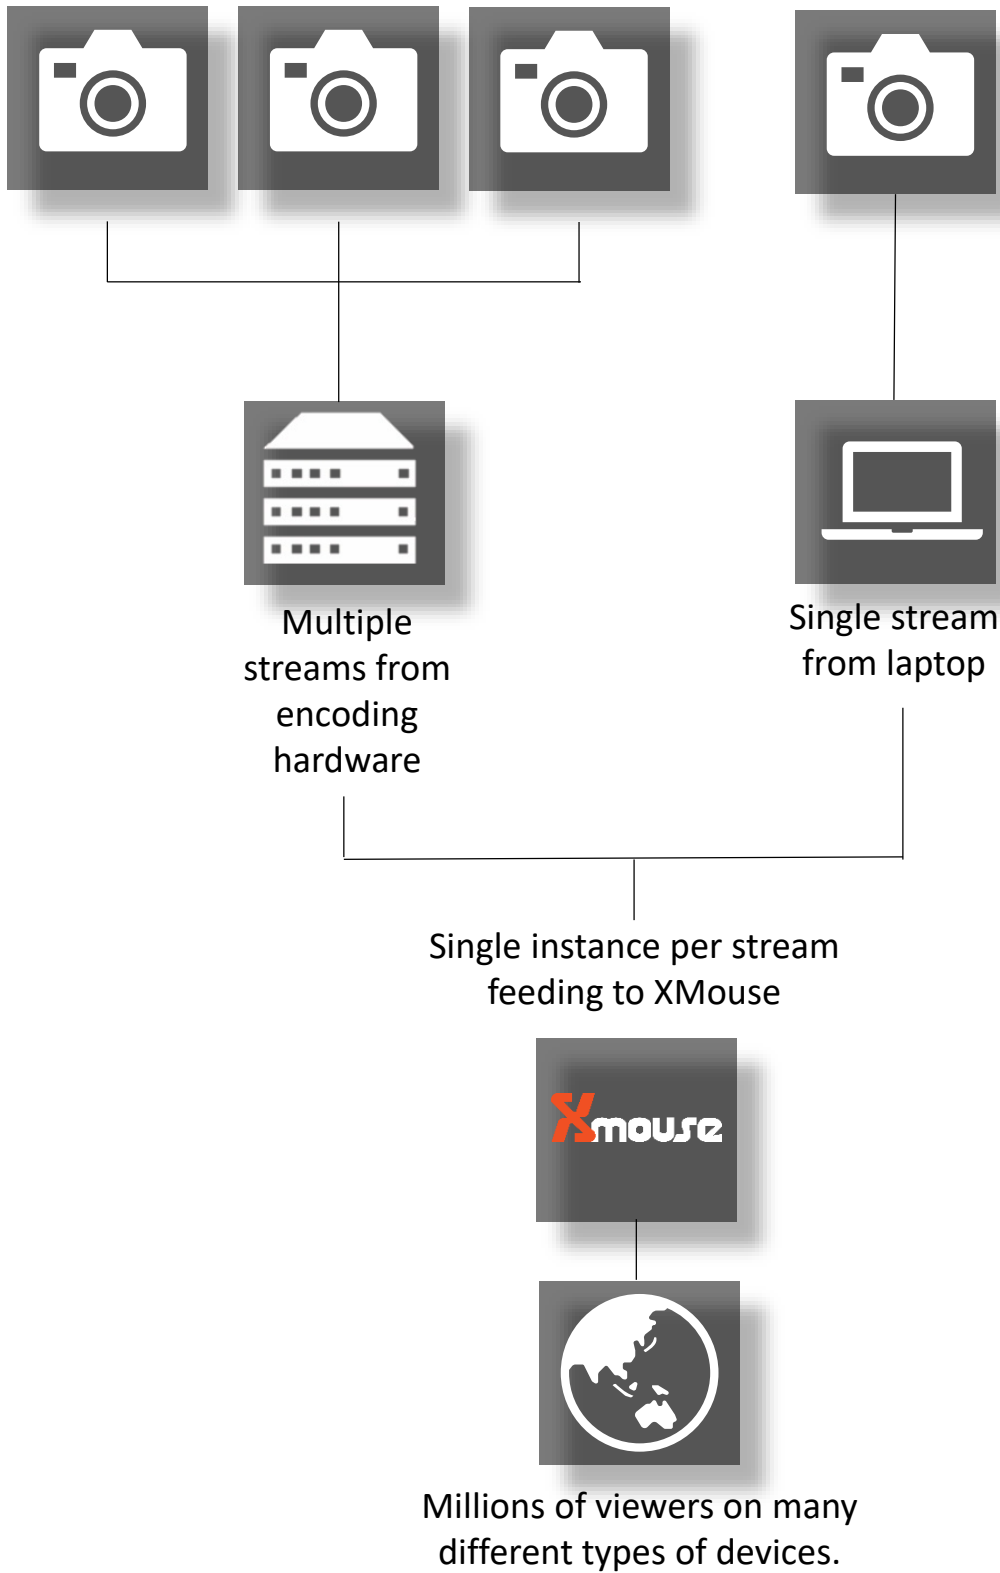 Multiple
streams from
encoding
hardware
Single stream
from laptop
Single instance per stream
feeding to XMouse
Xmouse
Millions of viewers on many
different types of devices.